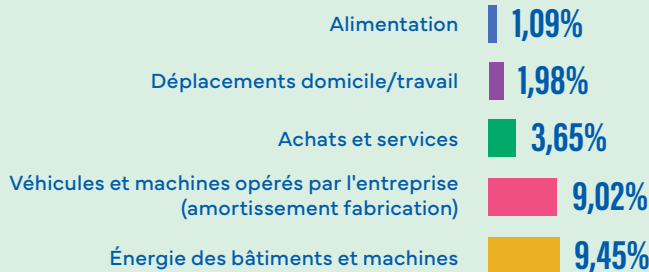 Alimentation 1,09%
Déplacements domicile/travail 1,98%
Achats et services 3,65%
Véhicules et machines opérés par l'entreprise
(amortissement fabrication) 9,02%
Énergie des bâtiments et machines 9,45%